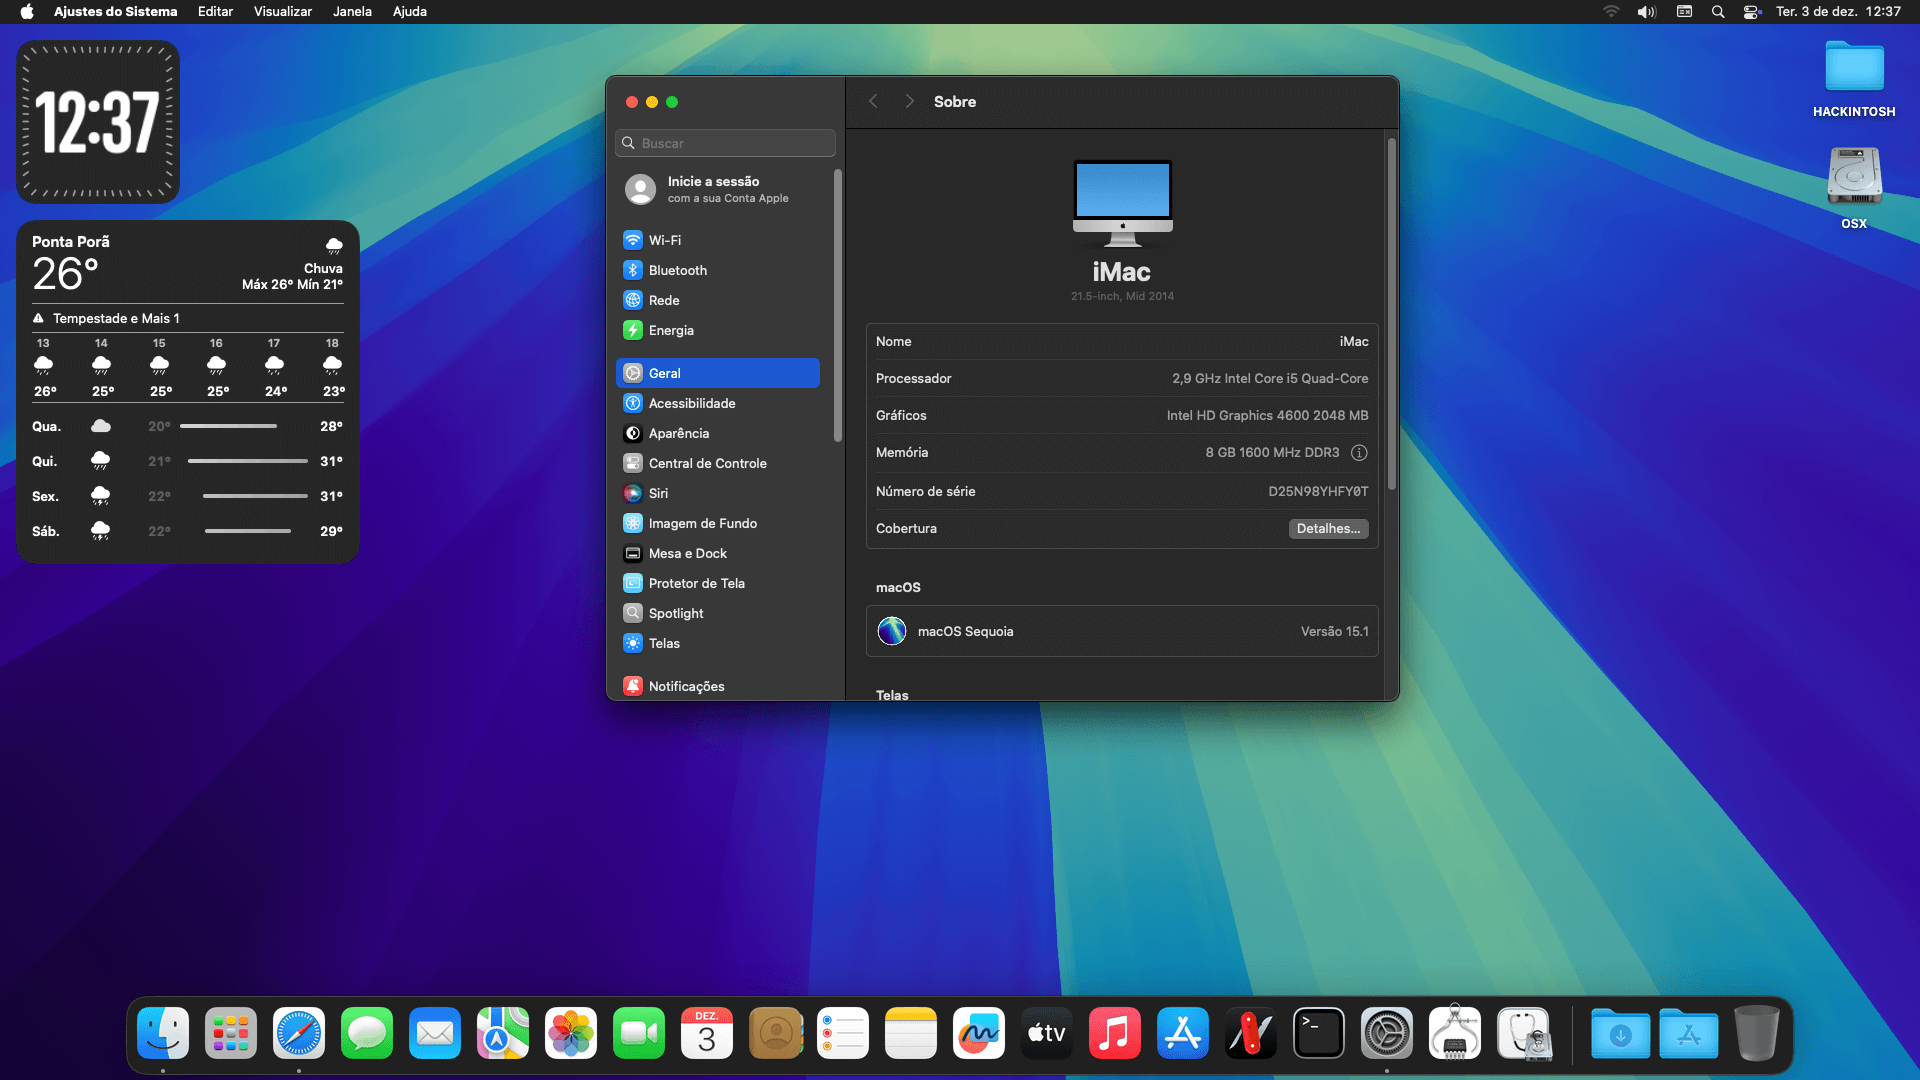 Ajustes do Sistema Editar Visualizar Janela Ajuda
Ter. 3 de dez. 12:37
12:37
Ponta Porã
26°
Chuva
Máx 26° Mín 21°
Tempestade e Mais 1
13 14 15 16 17 18
26° 25° 25° 25° 24° 23°
Qua. 20° 28°
Qui. 21° 31°
Sex. 22° 31°
Sáb. 22° 29°
Buscar
Inicie a sessão
com a sua Conta Apple
Wi-Fi
Bluetooth
Rede
Energia
Geral
Acessibilidade
Aparência
Central de Controle
Siri
Imagem de Fundo
Mesa e Dock
Protetor de Tela
Spotlight
Telas
Notificações
Sobre
iMac
21.5-inch, Mid 2014
Nome iMac
Processador 2,9 GHz Intel Core i5 Quad-Core
Gráficos Intel HD Graphics 4600 2048 MB
Memória 8 GB 1600 MHz DDR3
Número de série D25N98YHFY0T
Cobertura Detalhes...
macOS
macOS Sequoia Versão 15.1
Telas
HACKINTOSH
OSX
DEZ.
3
tv
>_